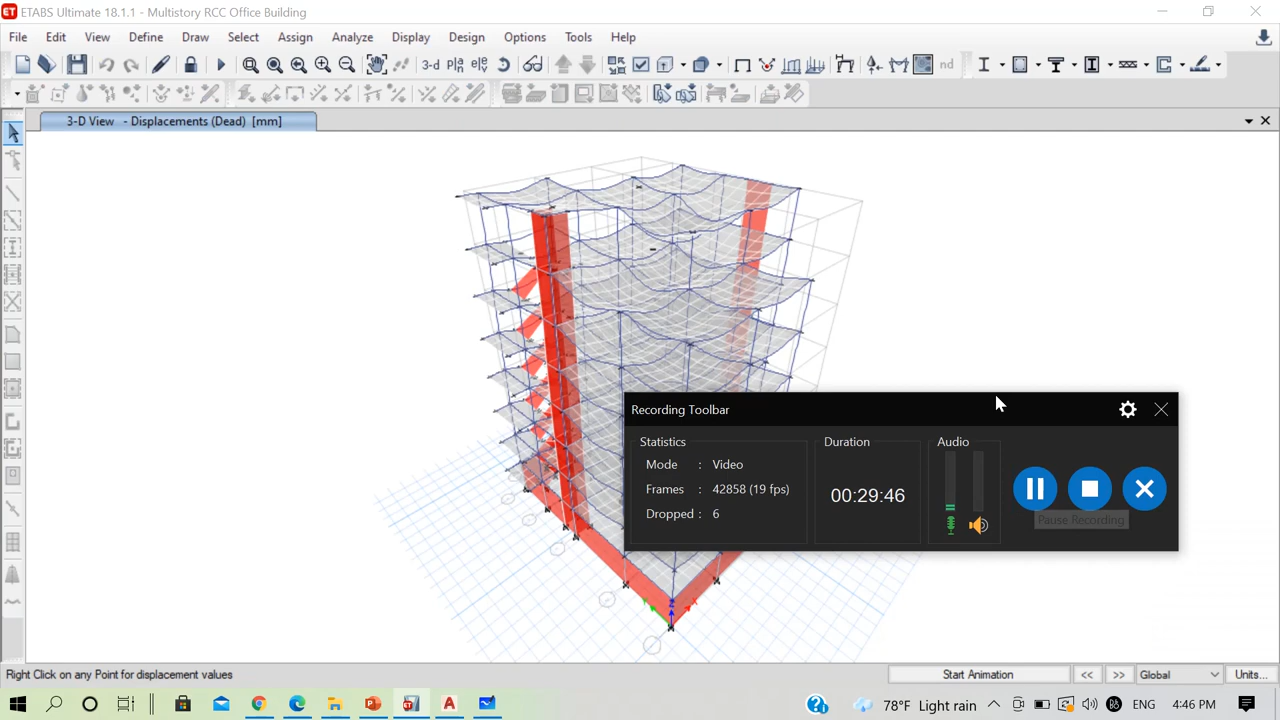 ETABS Ultimate 18.1.1 - Multistory RCC Office Building
File Edit View Define Draw Select Assign Analyze Display Design Options Tools Help
3-d nd
3-D View - Displacements (Dead) [mm]
Recording Toolbar
Statistics Duration Audio
Mode : Video
Frames : 42858 (19 fps)
00:29:46
Dropped : 6
Pause Recording
Z
X
Y
Right Click on any Point for displacement values
Start Animation << >> Global Units...
78°F Light rain ENG 4:46 PM